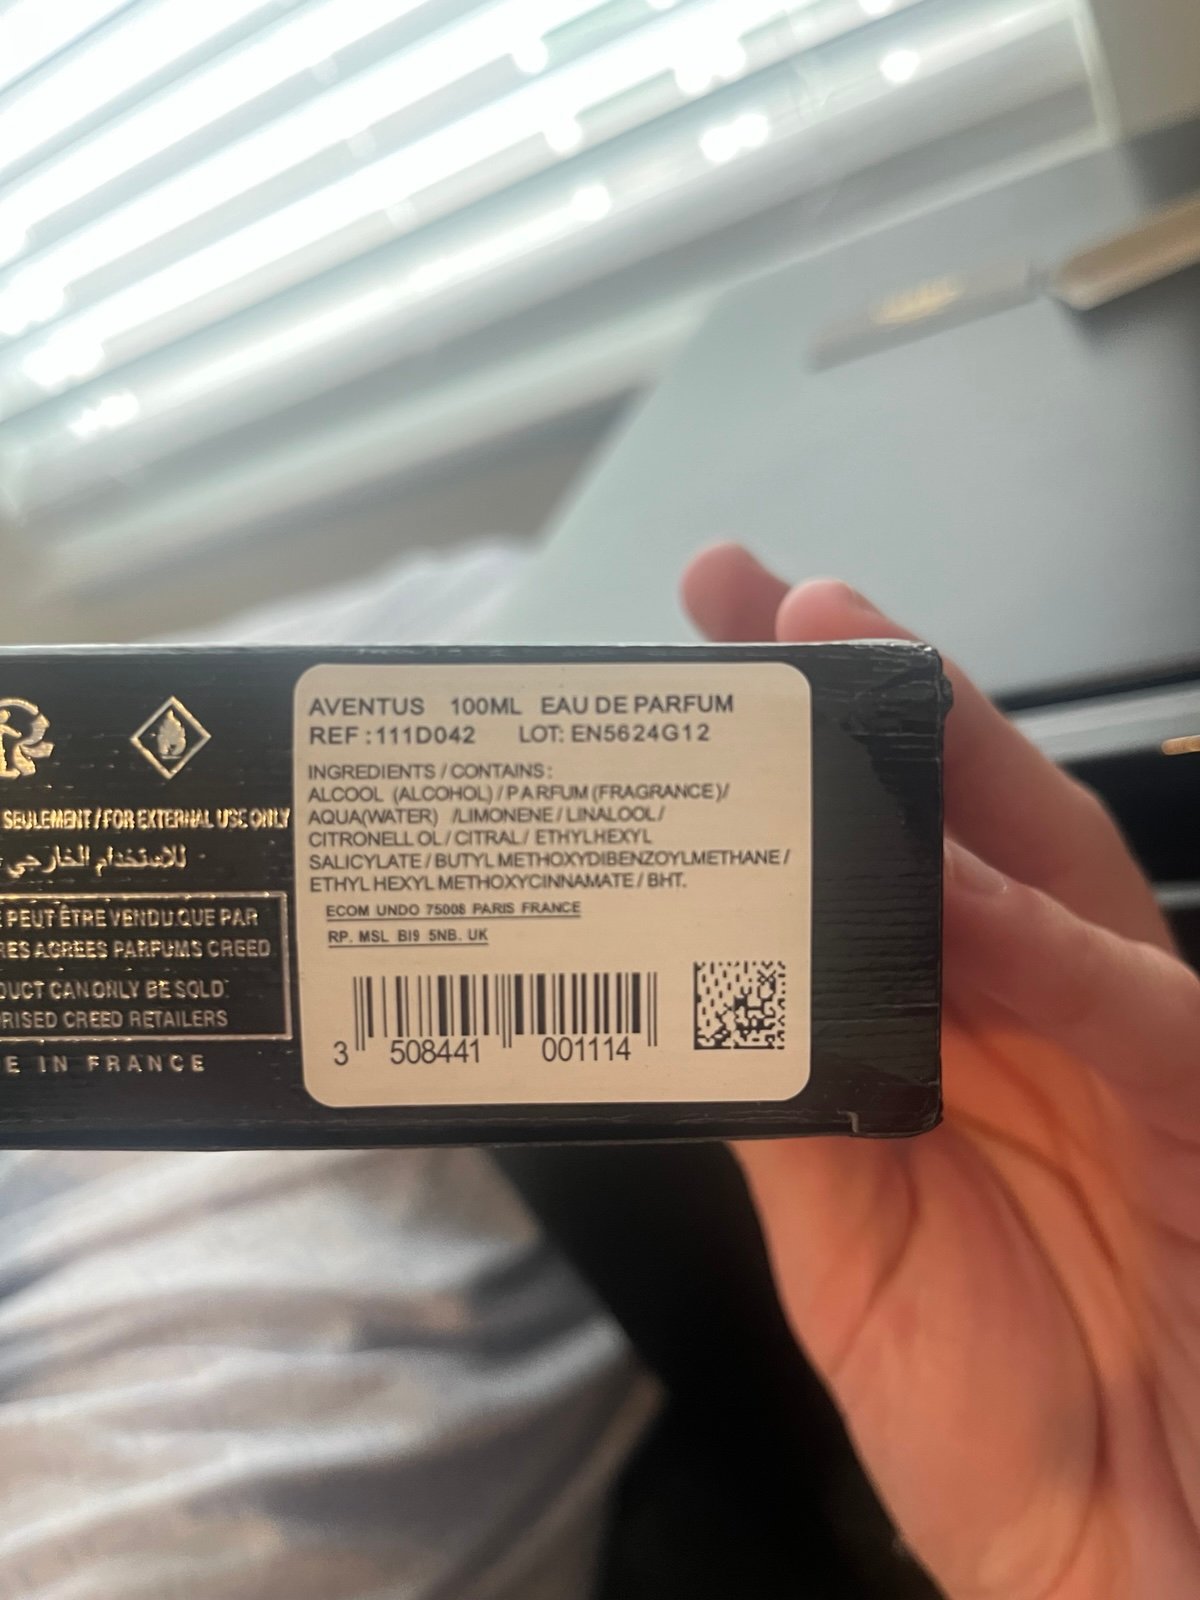 SEULEMENT / FOR EXTERNAL USE ONLY
للاستخدام الخارجي
PEUT ÊTRE VENDU QUE PAR
RES AGREES PARFUMS CREED
DUCT CAN ONLY BE SOLD
RISED CREED RETAILERS
E IN FRANCE
AVENTUS 100ML EAU DE PARFUM
REF : 111D042 LOT: EN5624G12
INGREDIENTS / CONTAINS :
ALCOOL (ALCOHOL) / PARFUM (FRAGRANCE) /
AQUA(WATER) /LIMONENE / LINALOOL /
CITRONELL OL / CITRAL / ETHYLHEXYL
SALICYLATE / BUTYL METHOXYDIBENZOYLMETHANE /
ETHYL HEXYL METHOXYCINNAMATE / BHT.
ECOM UNDO 75008 PARIS FRANCE
RP. MSL BI9 5NB. UK
3 508441 001114